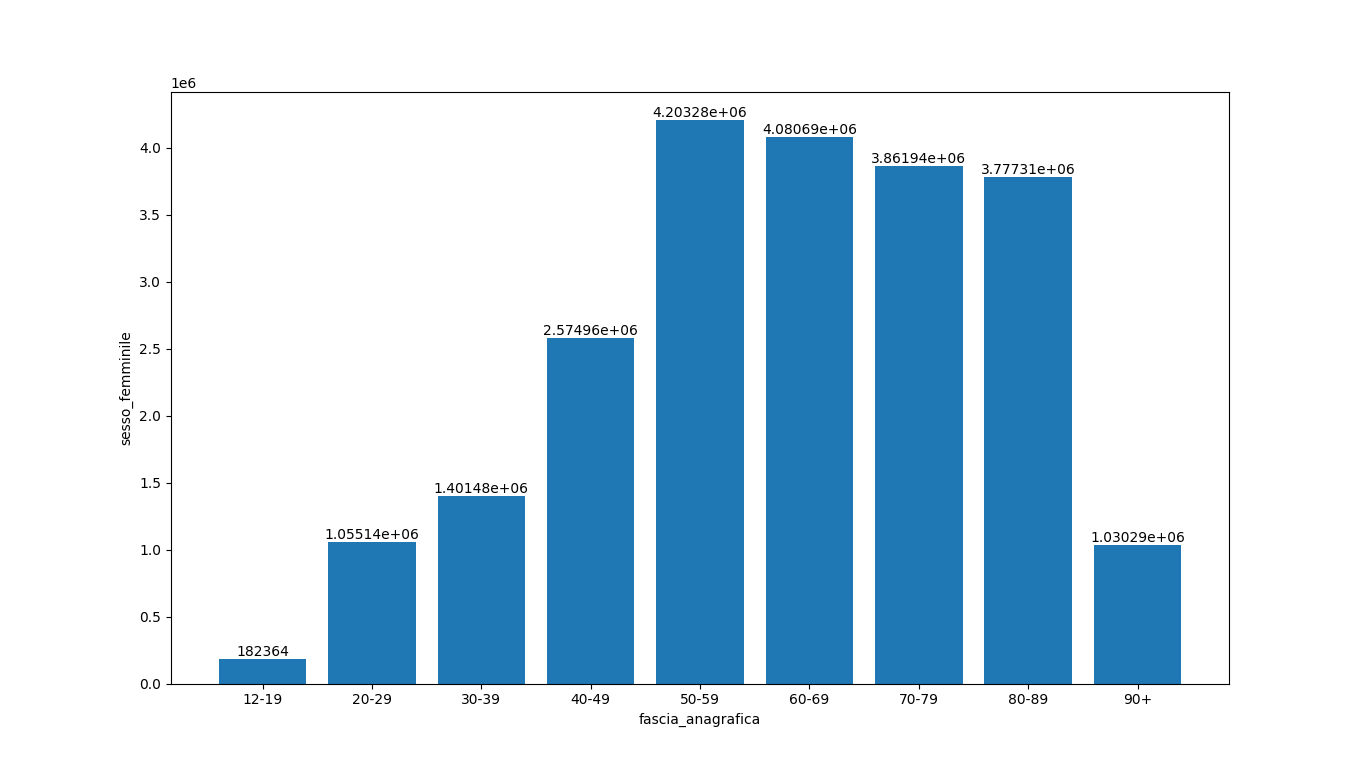 1e6
4.20328e+06
4.08069e+06
3.86194e+06
3.77731e+06
2.57496e+06
1.40148e+06
1.05514e+06
1.03029e+06
182364
4.0
3.5
3.0
2.5
2.0
1.5
1.0
0.5
0.0
sesso_femminile
12-19 20-29 30-39 40-49 50-59 60-69 70-79 80-89 90+
fascia_anagrafica